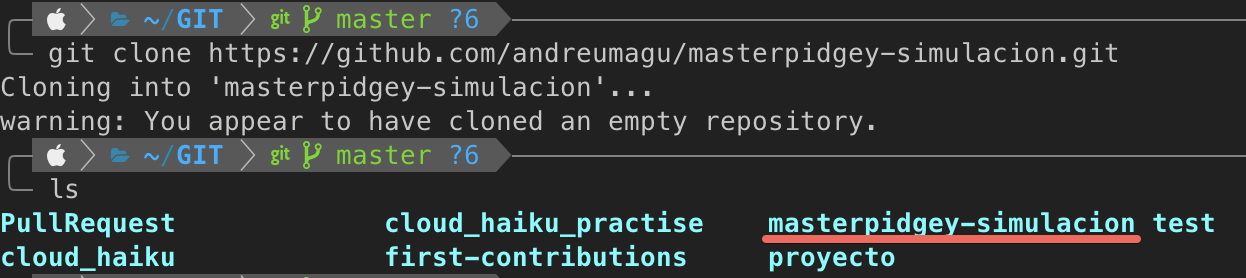 ~/GIT git master ?6
git clone https://github.com/andreumagu/masterpidgey-simulacion.git
Cloning into 'masterpidgey-simulacion'...
warning: You appear to have cloned an empty repository.
~/GIT git master ?6
ls
PullRequest cloud_haiku_practise masterpidgey-simulacion test
cloud_haiku first-contributions proyecto